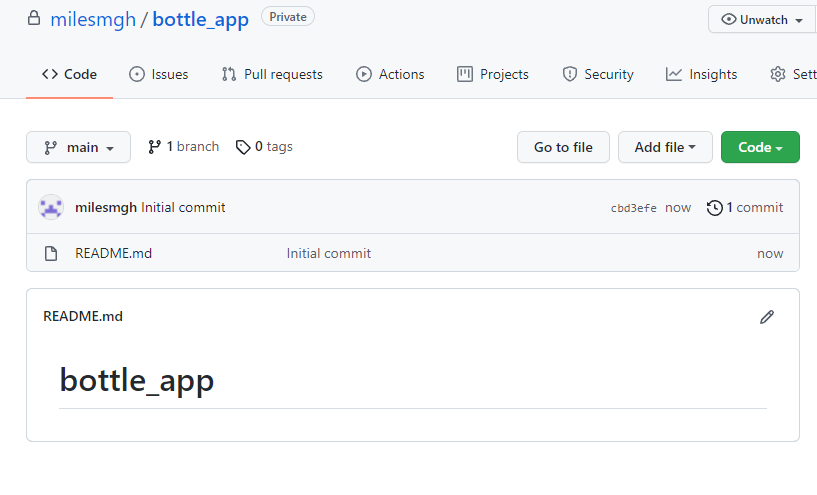 milesmgh / bottle_app Private Unwatch
Code Issues Pull requests Actions Projects Security Insights Sett
main 1 branch 0 tags Go to file Add file Code
milesmgh Initial commit cbd3efe now 1 commit
README.md Initial commit now
README.md
bottle_app